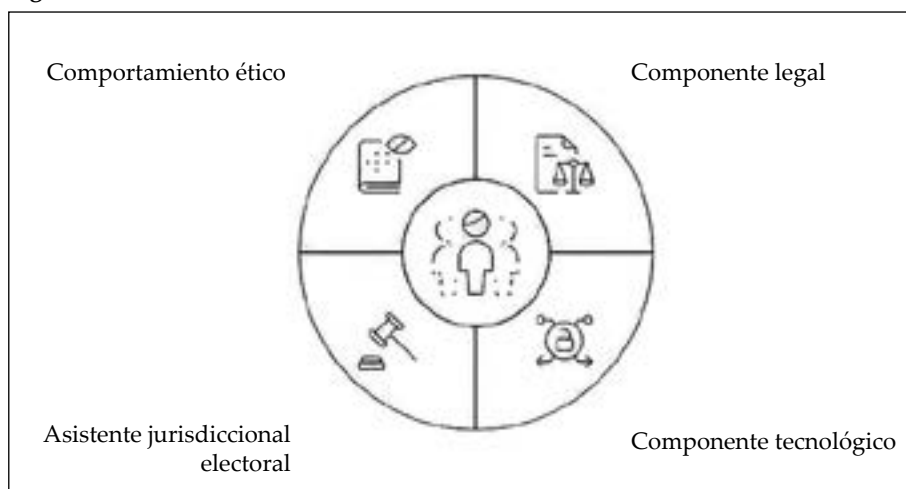 Comportamiento ético
Componente legal
Asistente jurisdiccional
electoral
Componente tecnológico